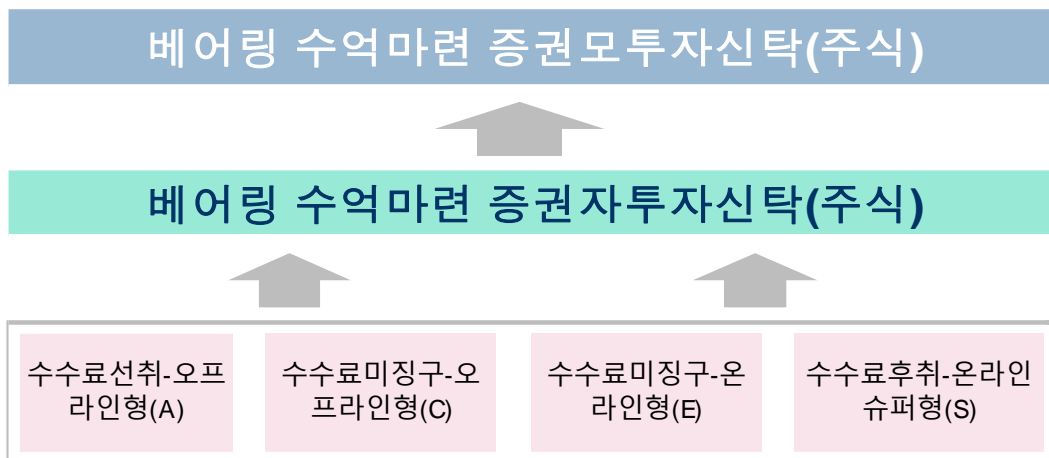 베어링 수억마련 증권모투자신탁(주식)
베어링 수억마련 증권자투자신탁(주식)
수수료선취-오프
라인형(A)
수수료미징구-오
프라인형(C)
수수료미징구-온
라인형(E)
수수료후취-온라인
슈퍼형(S)